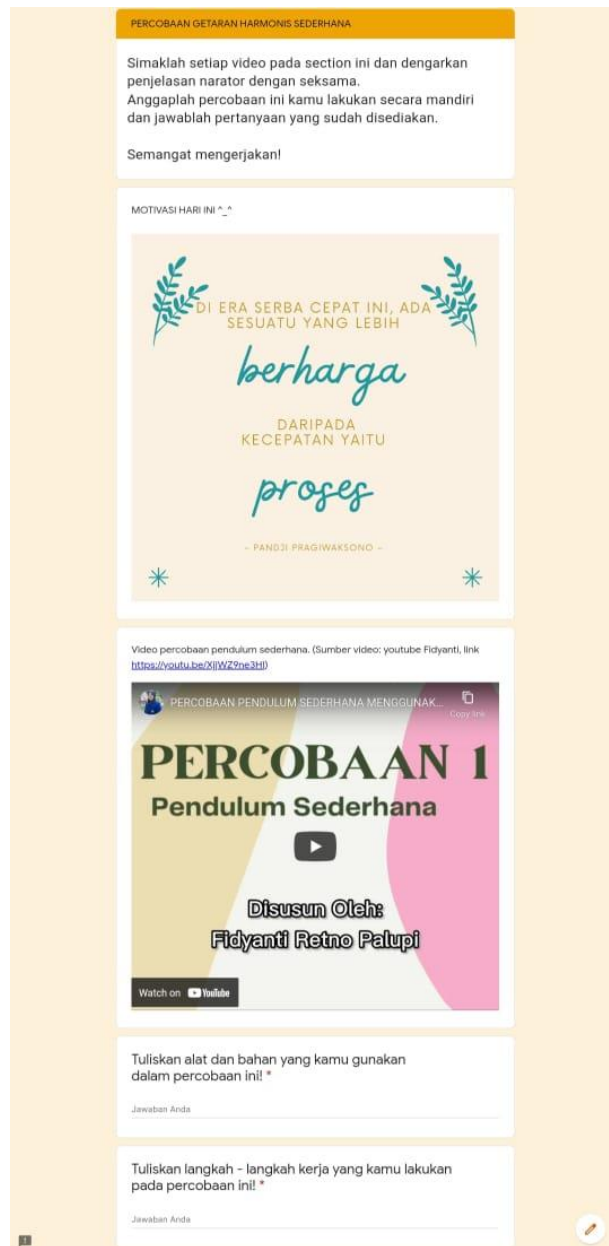 PERCOBAAN GETARAN HARMONIS SEDERHANA
Simaklah setiap video pada section ini dan dengarkan
penjelasan narator dengan seksama.
Anggaplah percobaan ini kamu lakukan secara mandiri
dan jawablah pertanyaan yang sudah disediakan.
Semangat mengerjakan!
MOTIVASI HARI INI ^_^
DI ERA SERBA CEPAT INI, ADA
SESUATU YANG LEBIH
berharga
DARIPADA
KECEPATAN YAITU
proses
- PANDJI PRAGIWAKSONO -
Video percobaan pendulum sederhana. (Sumber video: youtube Fidyanti, link
https://youtu.be/XjIWZ9ne3HI)
PERCOBAAN PENDULUM SEDERHANA MENGGUNAK...
Copy link
PERCOBAAN 1
Pendulum Sederhana
Disusun Oleh:
Fidyanti Retno Palupi
Watch on YouTube
Tuliskan alat dan bahan yang kamu gunakan
dalam percobaan ini! *
Jawaban Anda
Tuliskan langkah - langkah kerja yang kamu lakukan
pada percobaan ini! *
Jawaban Anda